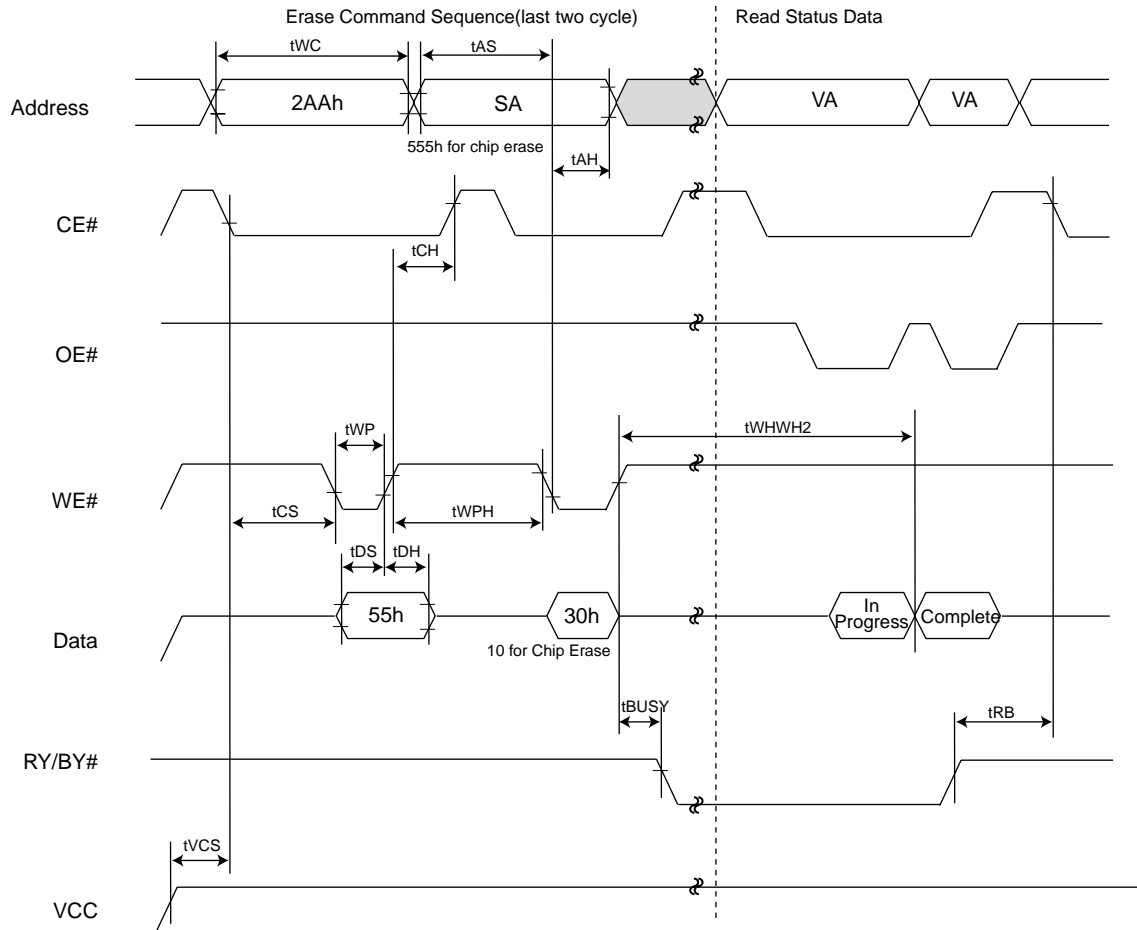 Erase Command Sequence(last two cycle)
Read Status Data
tWC
tAS
Address
2AAh
SA
VA
VA
555h for chip erase
tAH
CE#
tCH
OE#
tWP
tWHWH2
WE#
tCS
tWPH
tDS
tDH
Data
55h
30h
In
Progress
Complete
10 for Chip Erase
tBUSY
tRB
RY/BY#
tVCS
VCC